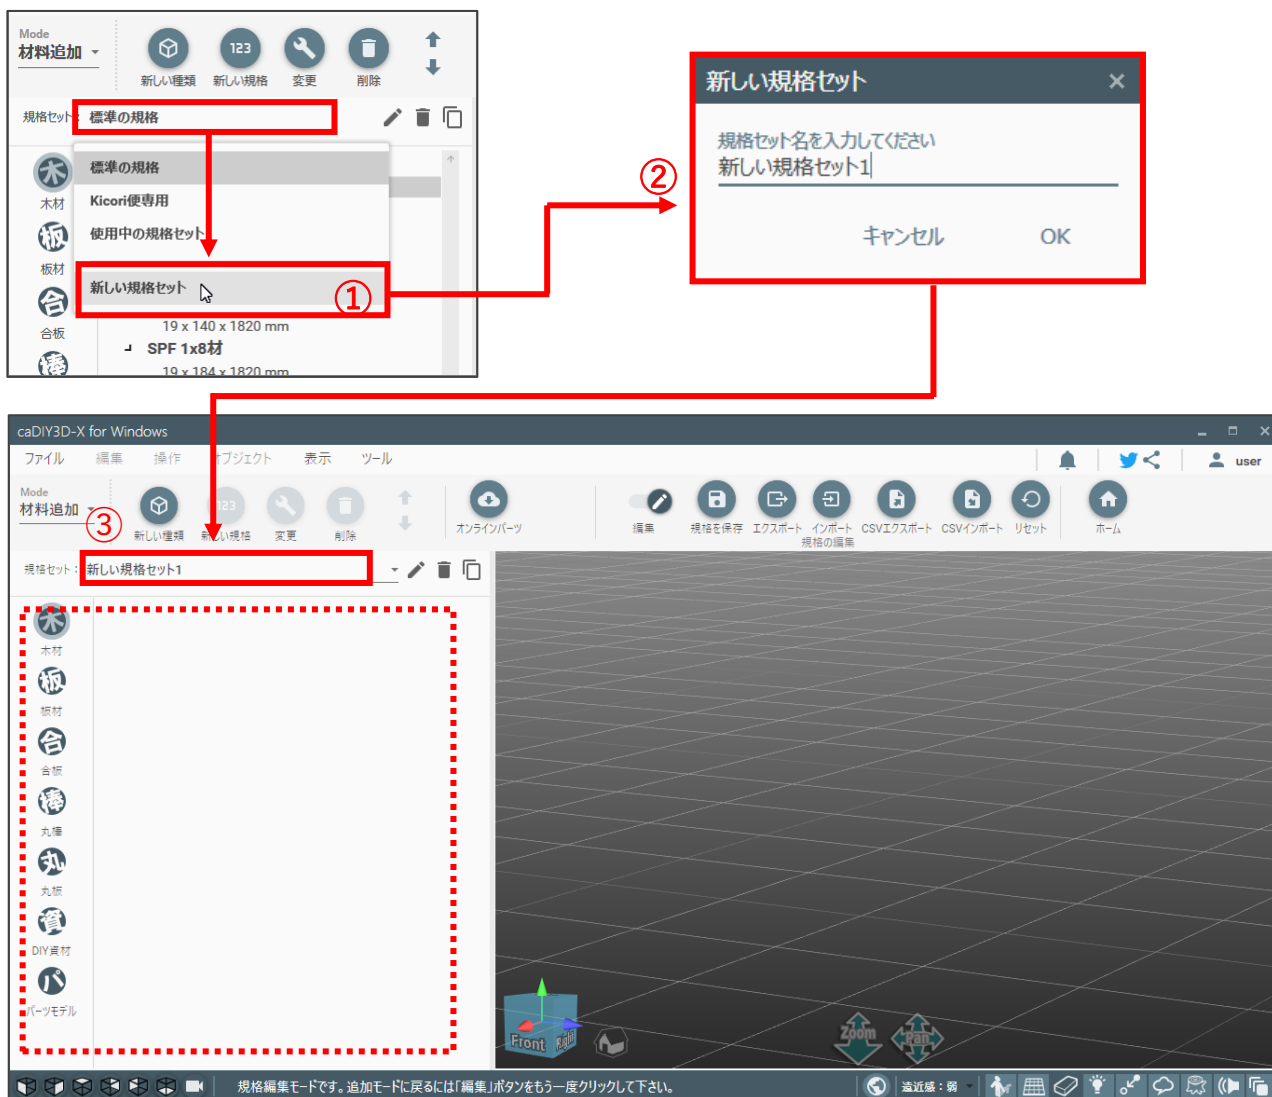 Mode
材料追加
新しい種類 新しい規格 変更 削除
規格セット: 標準の規格
標準の規格
Kicori便専用
使用中の規格セット
新しい規格セット
①
木材
板材
合板
19 x 140 x 1820 mm
SPF 1x8材
19 x 184 x 1820 mm
②
新しい規格セット
規格セット名を入力してください
新しい規格セット1
キャンセル OK
caDIY3D-X for Windows
ファイル 編集 操作 オブジェクト 表示 ツール
user
Mode
材料追加
③
新しい種類 新しい規格 変更 削除
オンラインパーツ
編集 規格を保存 エクスポート インポート CSVエクスポート CSVインポート リセット ホーム
規格の編集
規格セット: 新しい規格セット1
木
木材
板
板材
合
合板
棒
丸棒
丸
丸板
資
DIY資材
パ
パーツモデル
Front Right
Zoom Pan
規格編集モードです。追加モードに戻るには「編集」ボタンをもう一度クリックして下さい。
遠近感:弱